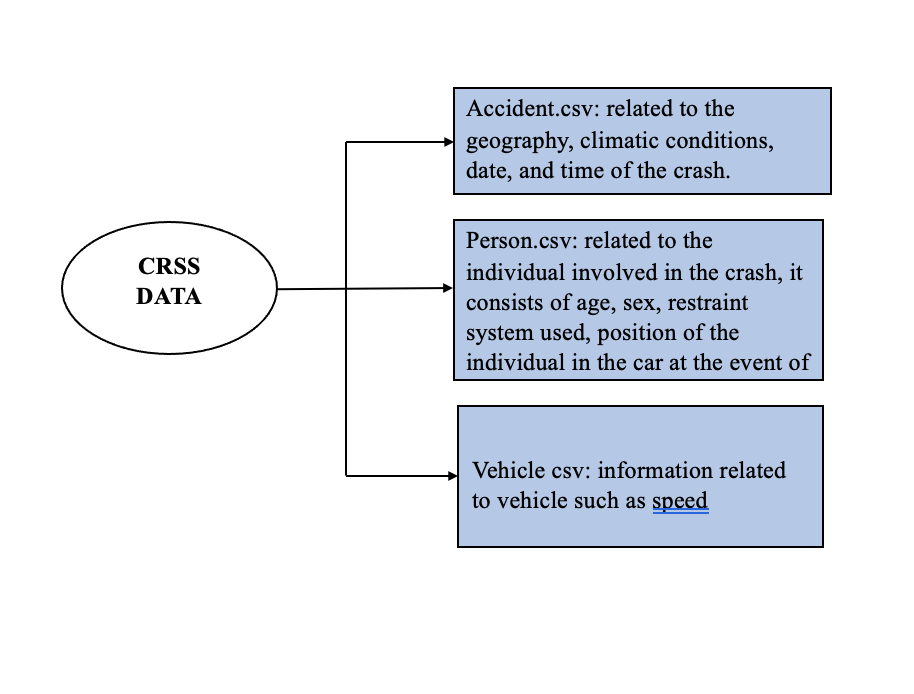 CRSS
DATA
Accident.csv: related to the
geography, climatic conditions,
date, and time of the crash.
Person.csv: related to the
individual involved in the crash, it
consists of age, sex, restraint
system used, position of the
individual in the car at the event of
Vehicle csv: information related
to vehicle such as speed